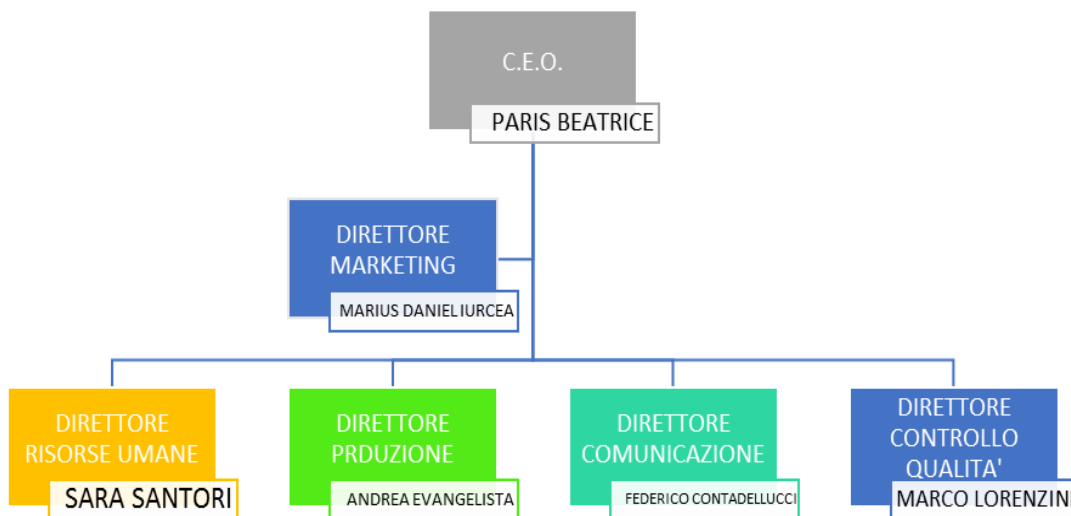 C.E.O.
PARIS BEATRICE
DIRETTORE
MARKETING
MARIUS DANIEL IURCEA
DIRETTORE
RISORSE UMANE
SARA SANTORI
DIRETTORE
PRDUZIONE
ANDREA EVANGELISTA
DIRETTORE
COMUNICAZIONE
FEDERICO CONTADELLUCCI
DIRETTORE
CONTROLLO
QUALITA'
MARCO LORENZINI